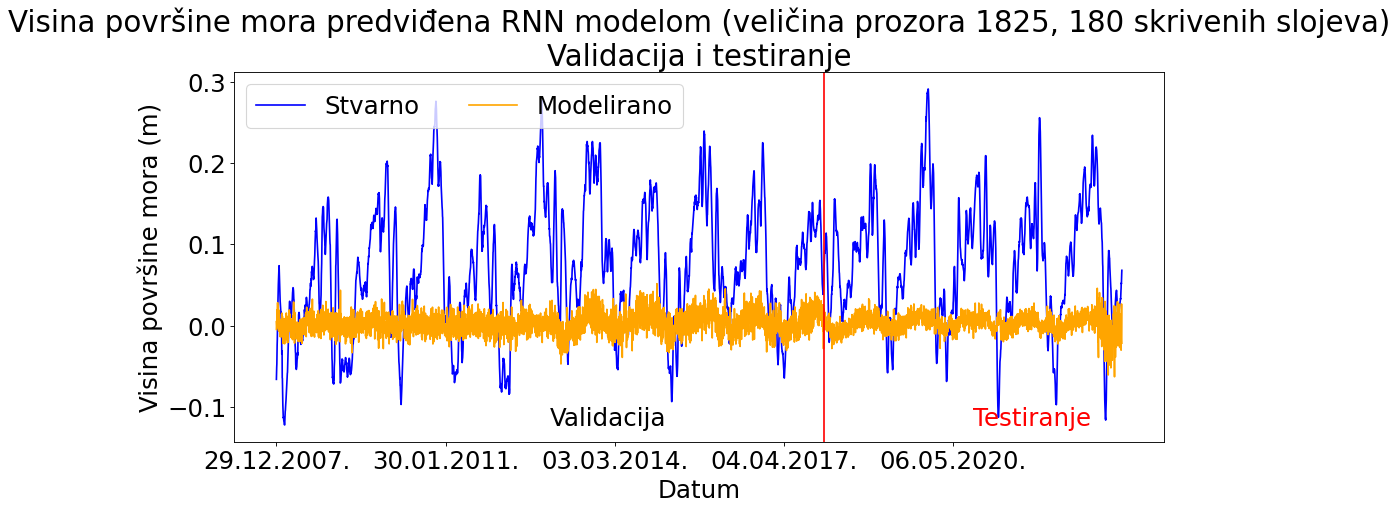 Visina površine mora predviđena RNN modelom (veličina prozora 1825, 180 skrivenih slojeva)
Validacija i testiranje
Stvarno
Modelirano
Visina površine mora (m)
0.3
0.2
0.1
0.0
−0.1
Validacija
Testiranje
29.12.2007.
30.01.2011.
03.03.2014.
04.04.2017.
06.05.2020.
Datum